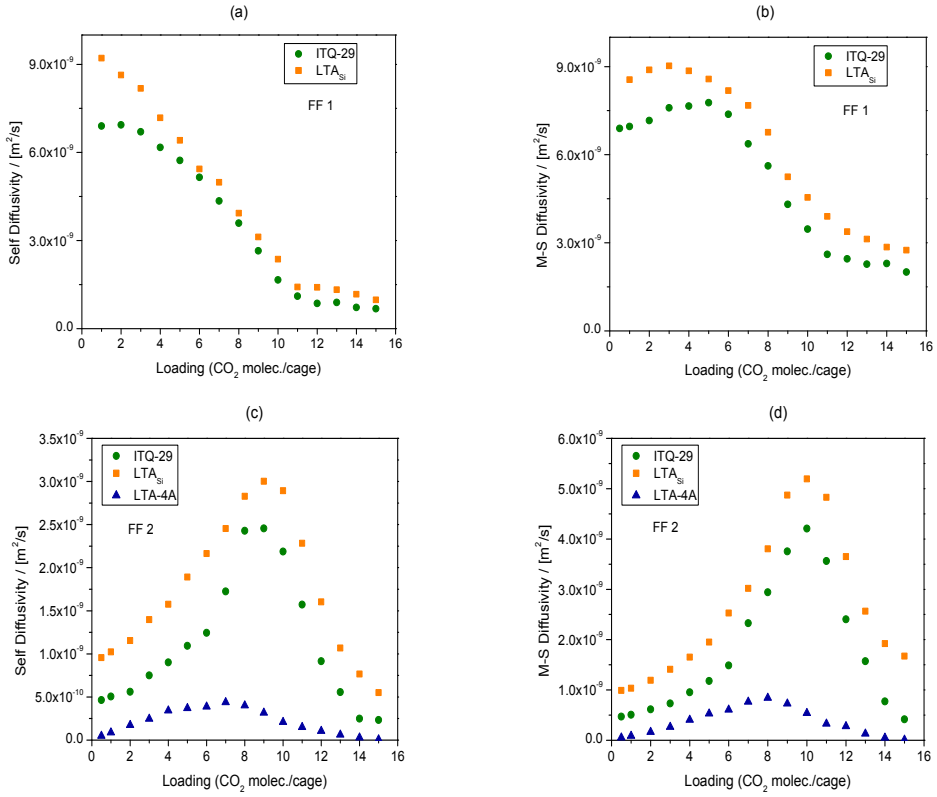 (a)
Self Diffusivity / [m²/s]
9.0x10⁻⁹
6.0x10⁻⁹
3.0x10⁻⁹
0.0
ITQ-29
LTA_Si
FF 1
0 2 4 6 8 10 12 14 16
Loading (CO₂ molec./cage)
(b)
M-S Diffusivity / [m²/s]
9.0x10⁻⁹
6.0x10⁻⁹
3.0x10⁻⁹
0.0
ITQ-29
LTA_Si
FF 1
0 2 4 6 8 10 12 14 16
Loading (CO₂ molec./cage)
(c)
Self Diffusivity / [m²/s]
3.5x10⁻⁹
3.0x10⁻⁹
2.5x10⁻⁹
2.0x10⁻⁹
1.5x10⁻⁹
1.0x10⁻⁹
5.0x10⁻¹⁰
0.0
ITQ-29
LTA_Si
LTA-4A
FF 2
0 2 4 6 8 10 12 14 16
Loading (CO₂ molec./cage)
(d)
M-S Diffusivity / [m²/s]
6.0x10⁻⁹
5.0x10⁻⁹
4.0x10⁻⁹
3.0x10⁻⁹
2.0x10⁻⁹
1.0x10⁻⁹
0.0
ITQ-29
LTA_Si
LTA-4A
FF 2
0 2 4 6 8 10 12 14 16
Loading (CO₂ molec./cage)